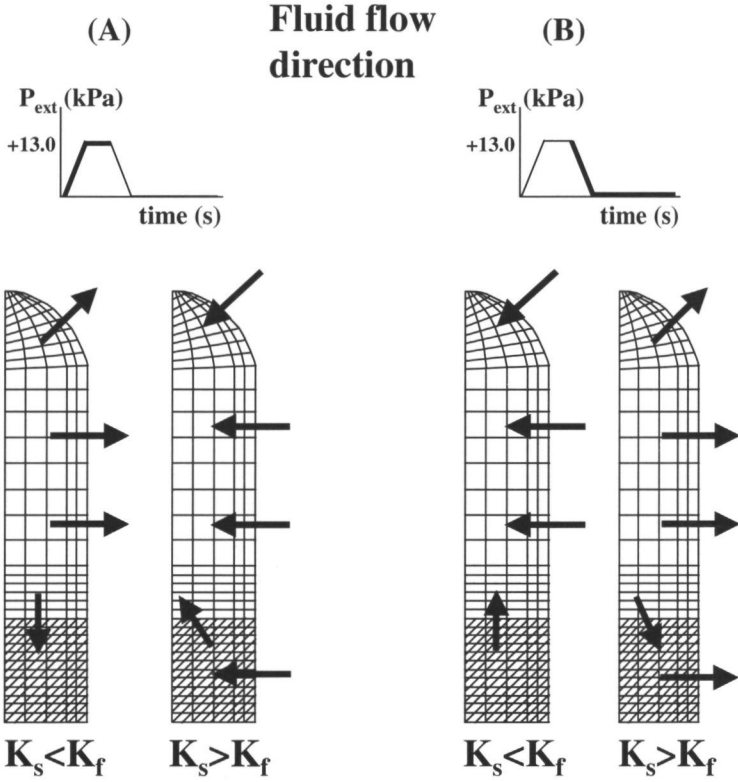 (A)
Fluid flow
direction
(B)
P_ext (kPa)
+13.0
time (s)
P_ext (kPa)
+13.0
time (s)
K_s<K_f
K_s>K_f
K_s<K_f
K_s>K_f